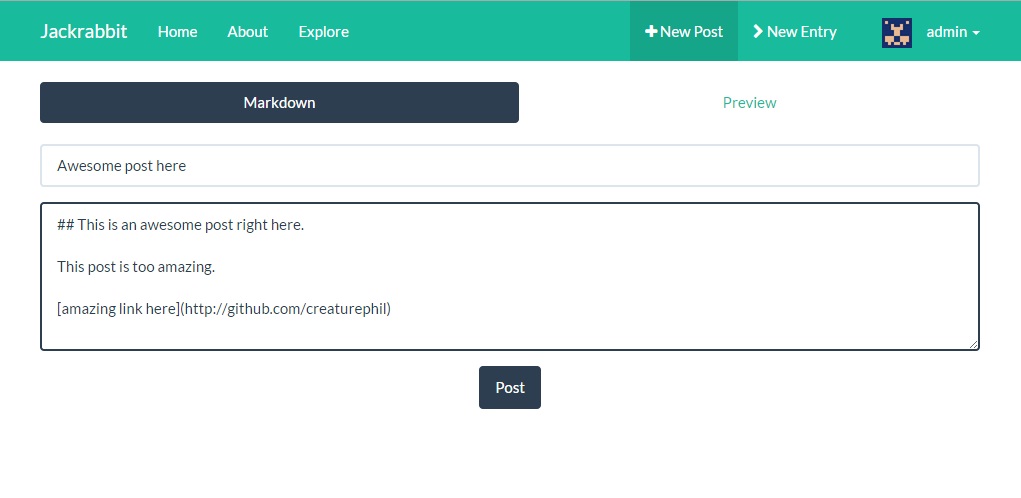 Jackrabbit Home About Explore New Post New Entry admin
Markdown Preview
Awesome post here
## This is an awesome post right here.
This post is too amazing.
[amazing link here](http://github.com/creaturephil)
Post